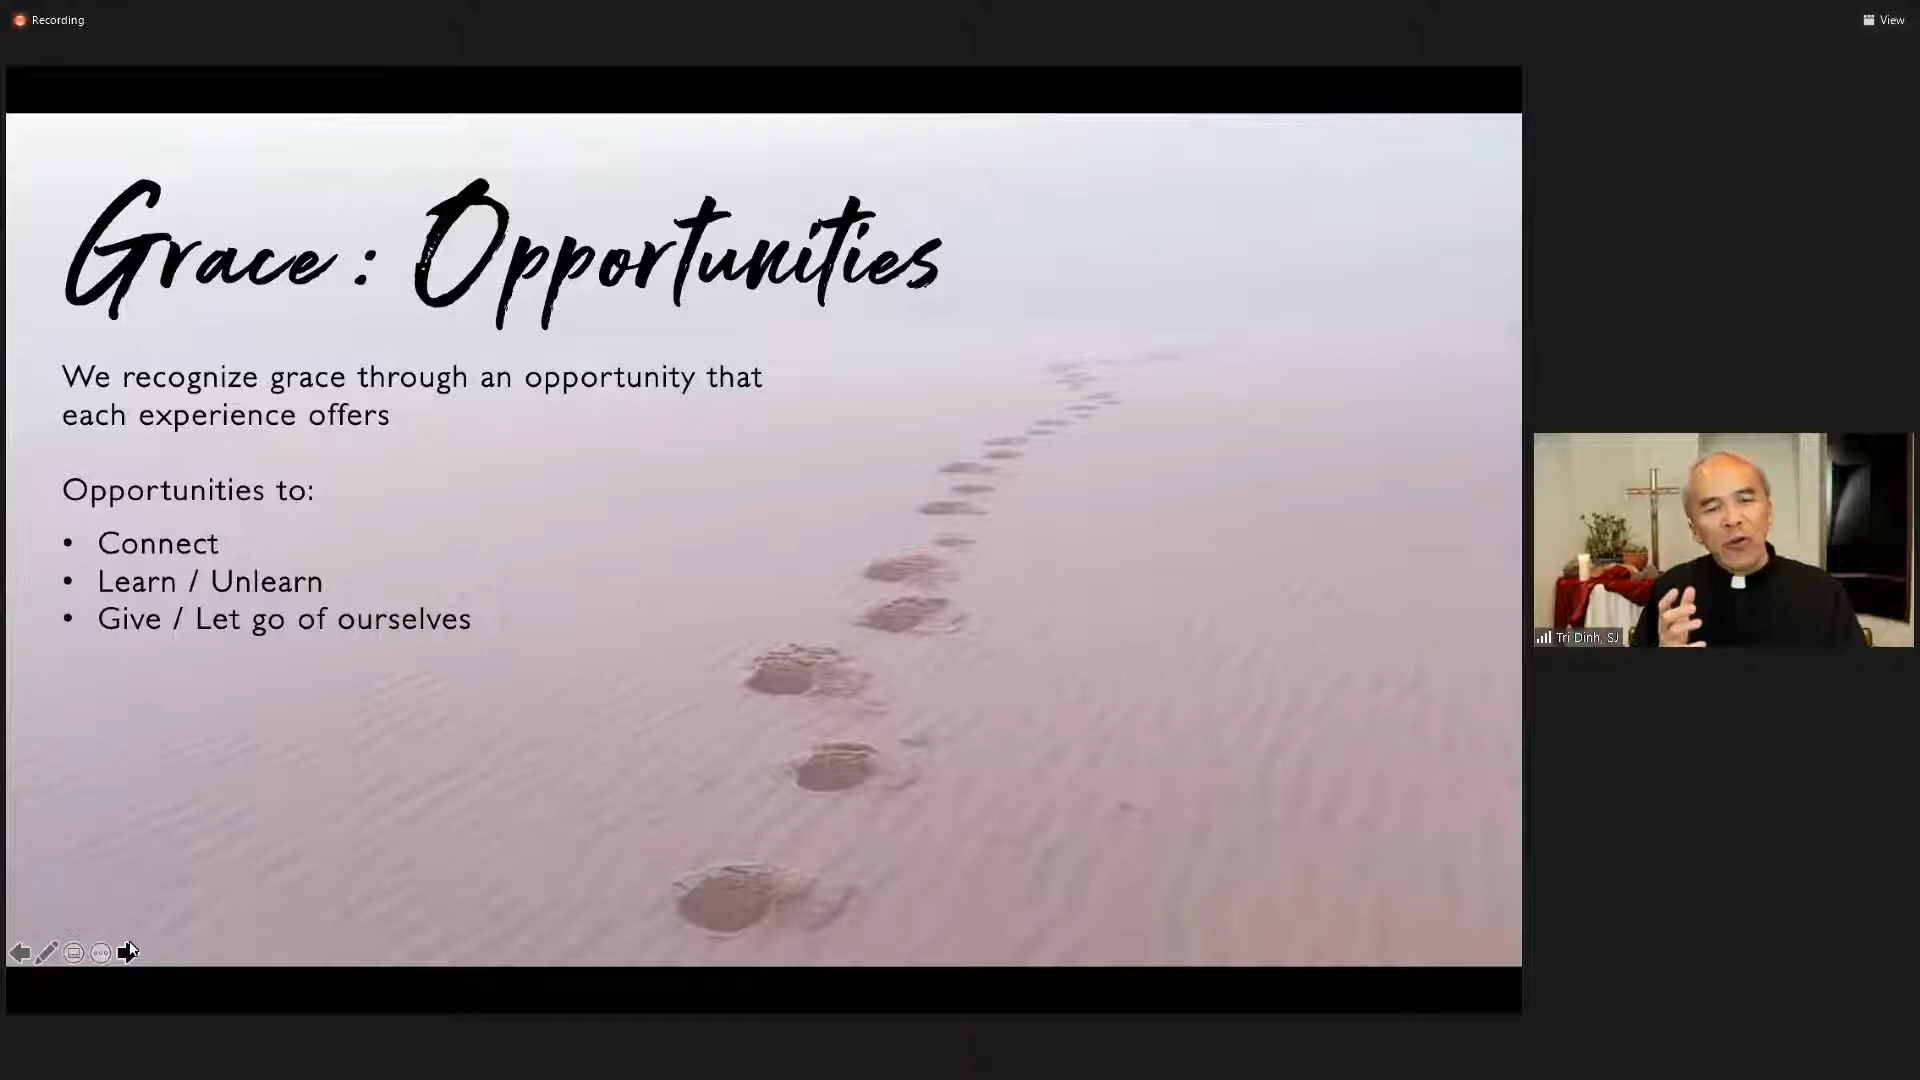 Recording
View
Grace : Opportunities
We recognize grace through an opportunity that
each experience offers
Opportunities to:
• Connect
• Learn / Unlearn
• Give / Let go of ourselves
Tri Dinh, SJ